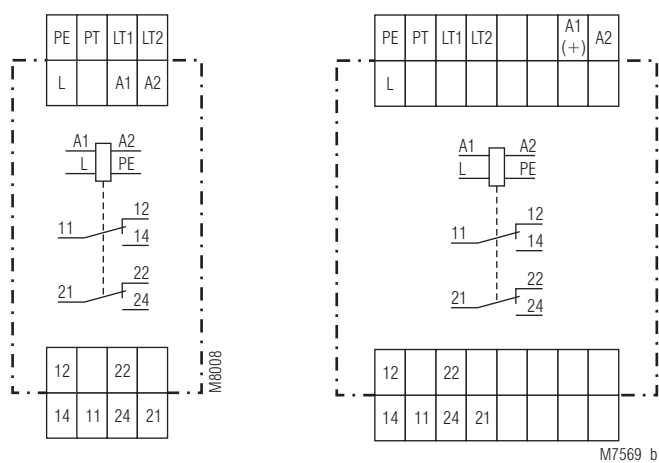 PE PT LT1 LT2
L A1 A2
A1 A2
L PE
11 12
14
21 22
24
12 22
14 11 24 21
M8008
PE PT LT1 LT2 A1 (+) A2
L
A1 A2
L PE
11 12
14
21 22
24
12 22
14 11 24 21
M7569_b